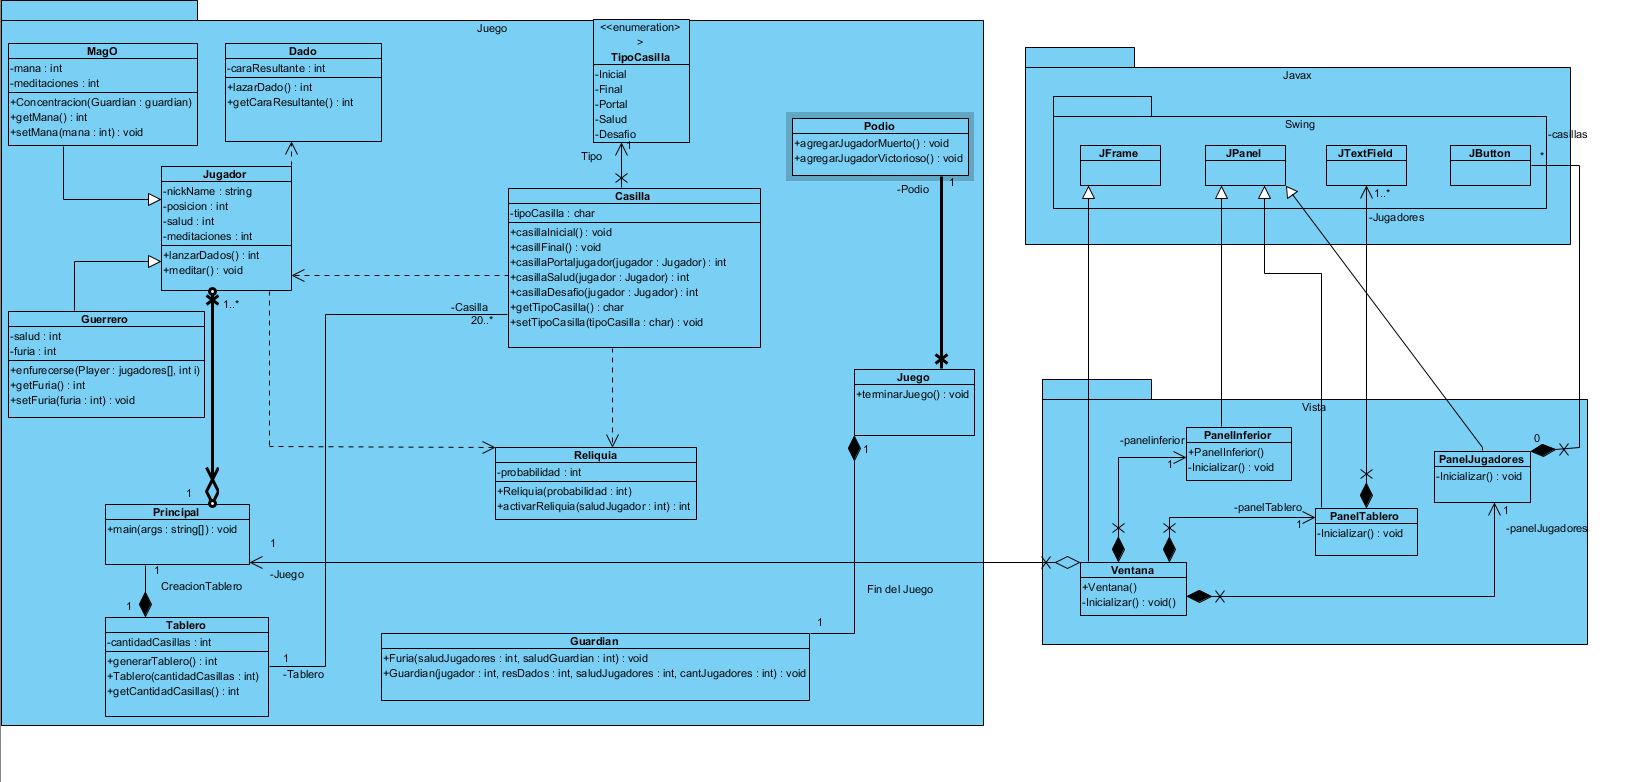 Juego
MagO
-mana : int
-meditaciones : int
+Concentracion(Guardian : guardian)
+getMana() : int
+setMana(mana : int) : void
Dado
-caraResultante : int
+lazarDado() : int
+getCaraResultante() : int
<<enumeration>
>
TipoCasilla
-Inicial
-Final
-Portal
-Salud
-Desafio
1
Tipo
Podio
+agregarJugadorMuerto() : void
+agregarJugadorVictorioso() : void
-Podio
1
Jugador
-nickName : string
-posicion : int
-salud : int
-meditaciones : int
+lanzarDados() : int
+meditar() : void
1..*
Casilla
-tipoCasilla : char
+casillaInicial() : void
+casillFinal() : void
+casillaPortaljugador(jugador : Jugador) : int
+casillaSalud(jugador : Jugador) : int
+casillaDesafio(jugador : Jugador) : int
+getTipoCasilla() : char
+setTipoCasilla(tipoCasilla : char) : void
-Casilla
20..*
Guerrero
-salud : int
-furia : int
+enfurecerse(Player : jugadores[], int i)
+getFuria() : int
+setFuria(furia : int) : void
Juego
+terminarJuego() : void
1
Reliquia
-probabilidad : int
+Reliquia(probabilidad : int)
+activarReliquia(saludJugador : int) : int
1
Principal
+main(args : string[]) : void
1
-Juego
1
CreacionTablero
1
Fin del Juego
Tablero
-cantidadCasillas : int
+generarTablero() : int
+Tablero(cantidadCasillas : int)
+getCantidadCasillas() : int
1
-Tablero
1
Guardian
+Furia(saludJugadores : int, saludGuardian : int) : void
+Guardian(jugador : int, resDados : int, saludJugadores : int, cantJugadores : int) : void
Javax
Swing
JFrame
JPanel
JTextField
JButton
-casillas
*
1..*
-Jugadores
Vista
-panelinferior
1
PanelInferior
+PanelInferior()
-Inicializar() : void
0
PanelJugadores
-Inicializar() : void
-panelTablero
1
PanelTablero
-Inicializar() : void
1
-panelJugadores
Ventana
+Ventana()
-Inicializar() : void()